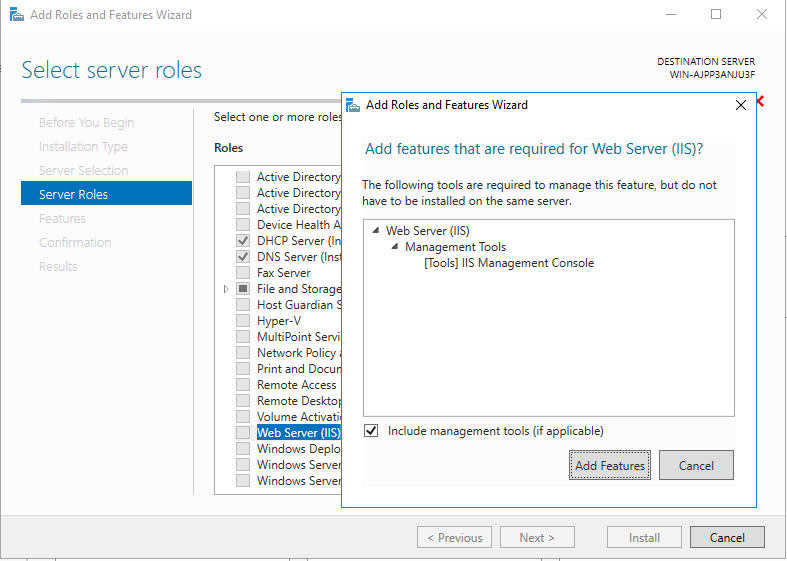 Add Roles and Features Wizard
Select server roles
DESTINATION SERVER
WIN-AJPP3ANJU3F
Before You Begin
Installation Type
Server Selection
Server Roles
Features
Confirmation
Results
Select one or more roles
Roles
Active Directory
Active Directory
Active Directory
Device Health A
DHCP Server (In
DNS Server (Inst
Fax Server
File and Storage
Host Guardian S
Hyper-V
MultiPoint Servi
Network Policy a
Print and Docum
Remote Access
Remote Desktop
Volume Activatio
Web Server (IIS)
Windows Deplo
Windows Server
Windows Server
Add Roles and Features Wizard
Add features that are required for Web Server (IIS)?
The following tools are required to manage this feature, but do not
have to be installed on the same server.
Web Server (IIS)
Management Tools
[Tools] IIS Management Console
Include management tools (if applicable)
Add Features
Cancel
< Previous
Next >
Install
Cancel